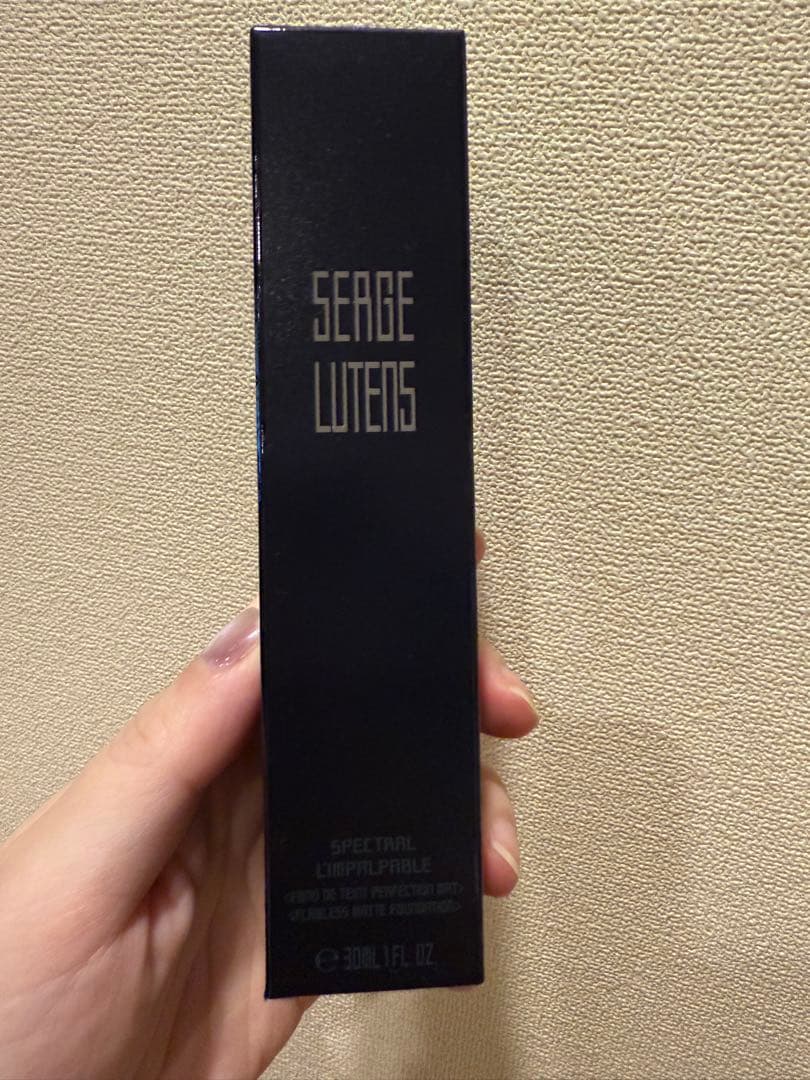 SERGE
LUTENS
SPECTRAL
L'IMPALPABLE
<FOND DE TEINT PERFECTION MAT>
<FLAWLESS MATTE FOUNDATION>
℮ 30ML 1 FL. OZ.